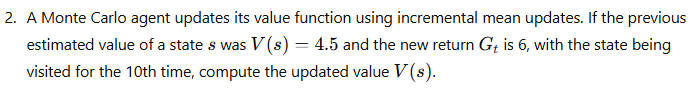 2. A Monte Carlo agent updates its value function using incremental mean updates. If the previous
estimated value of a state s was V(s) = 4.5 and the new return G_t is 6, with the state being
visited for the 10th time, compute the updated value V(s).